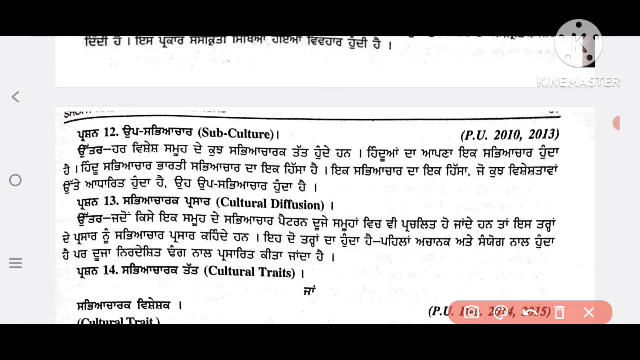 ਦਿੰਦੀ ਹੈ । ਇਸ ਪ੍ਰਕਾਰ ਸੰਸਕ੍ਰਿਤੀ ਸਿੱਖਿਆ ਹੋਇਆ ਵਿਵਹਾਰ ਹੁੰਦੀ ਹੈ ।
KINEMASTER
ਪ੍ਰਸ਼ਨ 12. ਉਪ-ਸਭਿਆਚਾਰ (Sub-Culture) । (P.U. 2010, 2013)
ਉੱਤਰ-ਹਰ ਵਿਸ਼ੇਸ਼ ਸਮੂਹ ਦੇ ਕੁਝ ਸਭਿਆਚਾਰਕ ਤੱਤ ਹੁੰਦੇ ਹਨ । ਹਿੰਦੂਆਂ ਦਾ ਆਪਣਾ ਇਕ ਸਭਿਆਚਾਰ ਹੁੰਦਾ
ਹੈ । ਹਿੰਦੂ ਸਭਿਆਚਾਰ ਭਾਰਤੀ ਸਭਿਆਚਾਰ ਦਾ ਇਕ ਹਿੱਸਾ ਹੈ । ਇਕ ਸਭਿਆਚਾਰ ਦਾ ਇਕ ਹਿੱਸਾ, ਜੋ ਕੁਝ ਵਿਸ਼ੇਸ਼ਤਾਵਾਂ
ਉੱਤੇ ਆਧਾਰਿਤ ਹੁੰਦਾ ਹੈ, ਉਹ ਉਪ-ਸਭਿਆਚਾਰ ਹੁੰਦਾ ਹੈ ।
ਪ੍ਰਸ਼ਨ 13. ਸਭਿਆਚਾਰਕ ਪ੍ਰਸਾਰ (Cultural Diffusion) ।
ਉੱਤਰ-ਜਦੋਂ ਕਿਸੇ ਇਕ ਸਮੂਹ ਦੇ ਸਭਿਆਚਾਰ ਪੈਟਰਨ ਦੂਜੇ ਸਮੂਹਾਂ ਵਿਚ ਵੀ ਪ੍ਰਚਲਿਤ ਹੋ ਜਾਂਦੇ ਹਨ ਤਾਂ ਇਸ ਤਰ੍ਹਾਂ
ਦੇ ਪ੍ਰਸਾਰ ਨੂੰ ਸਭਿਆਚਾਰ ਪ੍ਰਸਾਰ ਕਹਿੰਦੇ ਹਨ । ਇਹ ਦੋ ਤਰ੍ਹਾਂ ਦਾ ਹੁੰਦਾ ਹੈ-ਪਹਿਲਾਂ ਅਚਾਨਕ ਅਤੇ ਸੰਯੋਗ ਨਾਲ ਹੁੰਦਾ
ਹੈ ਪਰ ਦੂਜਾ ਨਿਰਦੇਸ਼ਿਤ ਢੰਗ ਨਾਲ ਪ੍ਰਸਾਰਿਤ ਕੀਤਾ ਜਾਂਦਾ ਹੈ ।
ਪ੍ਰਸ਼ਨ 14. ਸਭਿਆਚਾਰਕ ਤੱਤ (Cultural Traits) ।
ਜਾਂ
ਸਭਿਆਚਾਰਕ ਵਿਸ਼ੇਸ਼ਕ । (P.U. 2014, 2015)
(Cultural Trait)